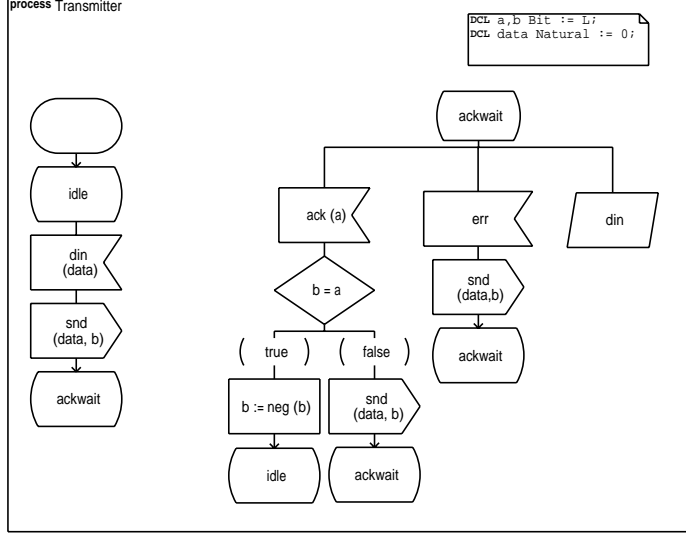 process Transmitter
DCL a,b Bit := L;
DCL data Natural := 0;
idle
din
(data)
snd
(data, b)
ackwait
ackwait
ack (a)
b = a
( true ) ( false )
b := neg (b)
snd
(data, b)
idle
ackwait
err
snd
(data,b)
ackwait
din